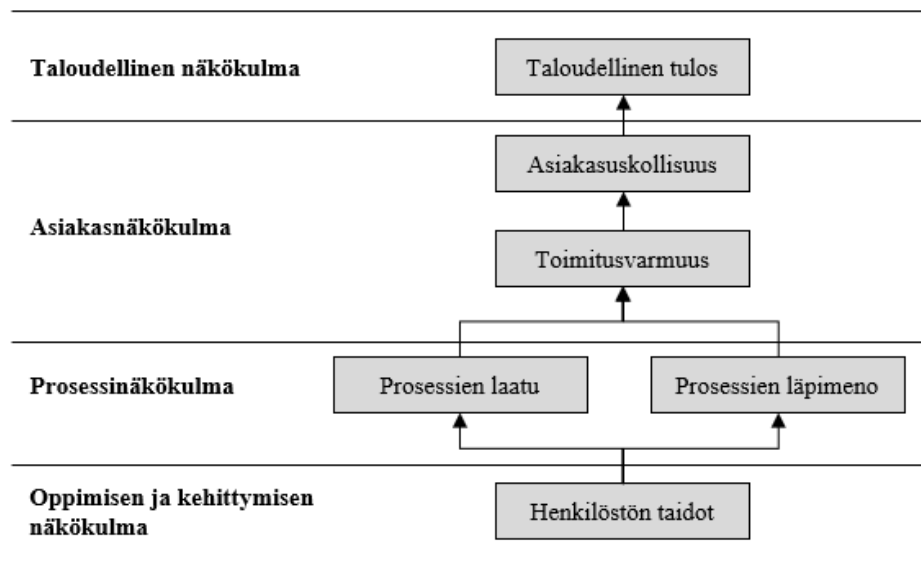 Taloudellinen näkökulma
Taloudellinen tulos
Asiakasuskollisuus
Asiakasnäkökulma
Toimitusvarmuus
Prosessinäkökulma
Prosessien laatu
Prosessien läpimeno
Oppimisen ja kehittymisen
näkökulma
Henkilöstön taidot